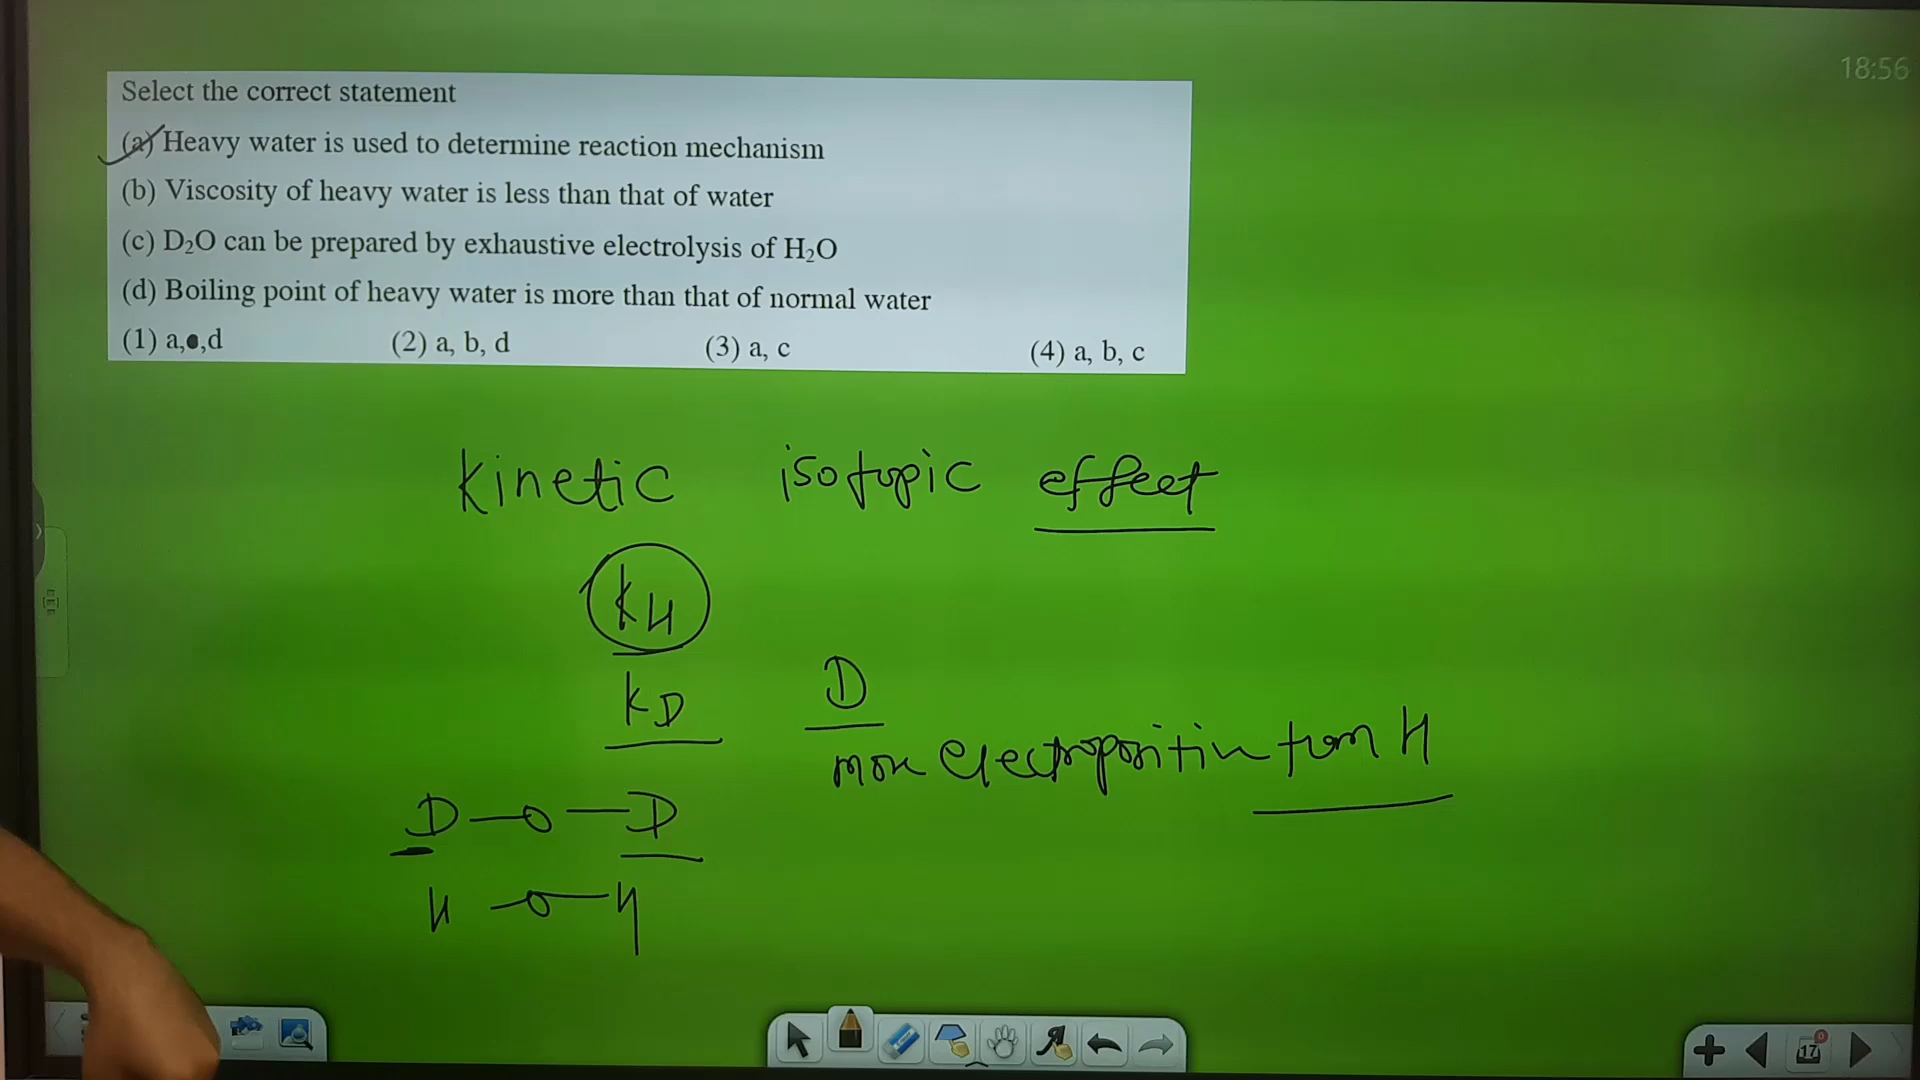 18:56
Select the correct statement
(a) Heavy water is used to determine reaction mechanism
(b) Viscosity of heavy water is less than that of water
(c) D₂O can be prepared by exhaustive electrolysis of H₂O
(d) Boiling point of heavy water is more than that of normal water
(1) a,c,d (2) a, b, d (3) a, c (4) a, b, c
Kinetic isotopic effect
KH
KD
D
more electropositive from H
D-O-D
H-O-H
17